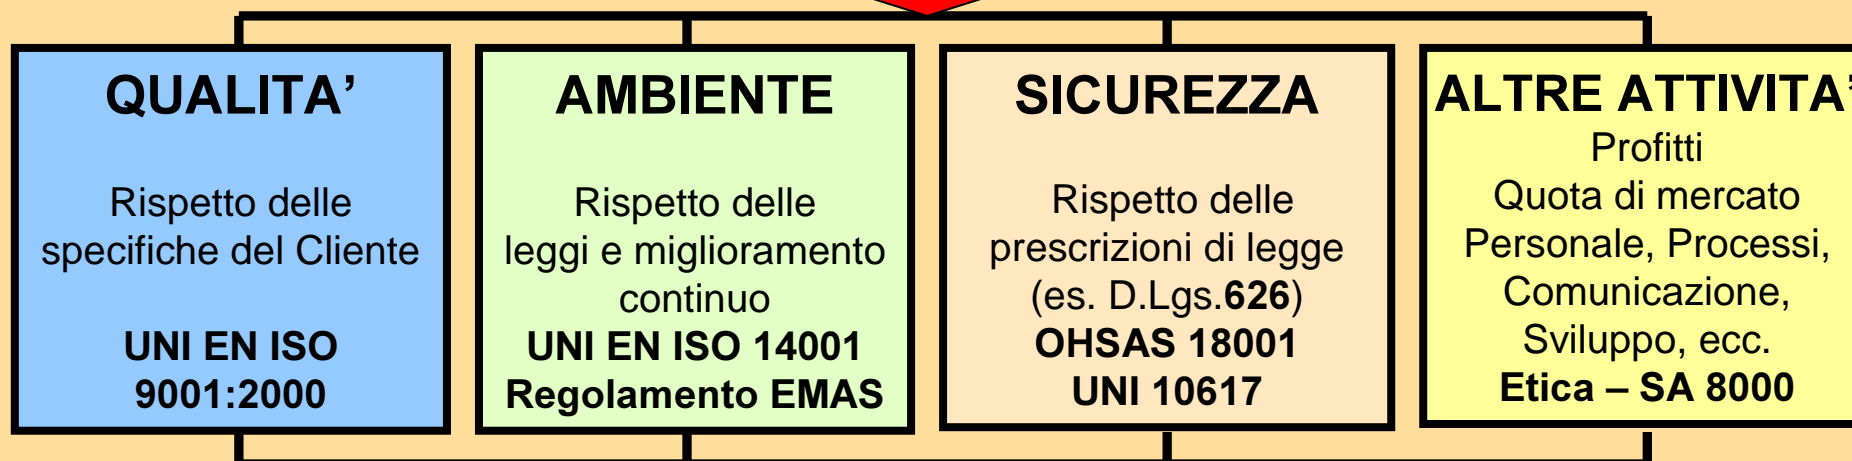 QUALITA’
Rispetto delle
specifiche del Cliente
UNI EN ISO
9001:2000
AMBIENTE
Rispetto delle
leggi e miglioramento
continuo
UNI EN ISO 14001
Regolamento EMAS
SICUREZZA
Rispetto delle
prescrizioni di legge
(es. D.Lgs.626)
OHSAS 18001
UNI 10617
ALTRE ATTIVITA’
Profitti
Quota di mercato
Personale, Processi,
Comunicazione,
Sviluppo, ecc.
Etica – SA 8000